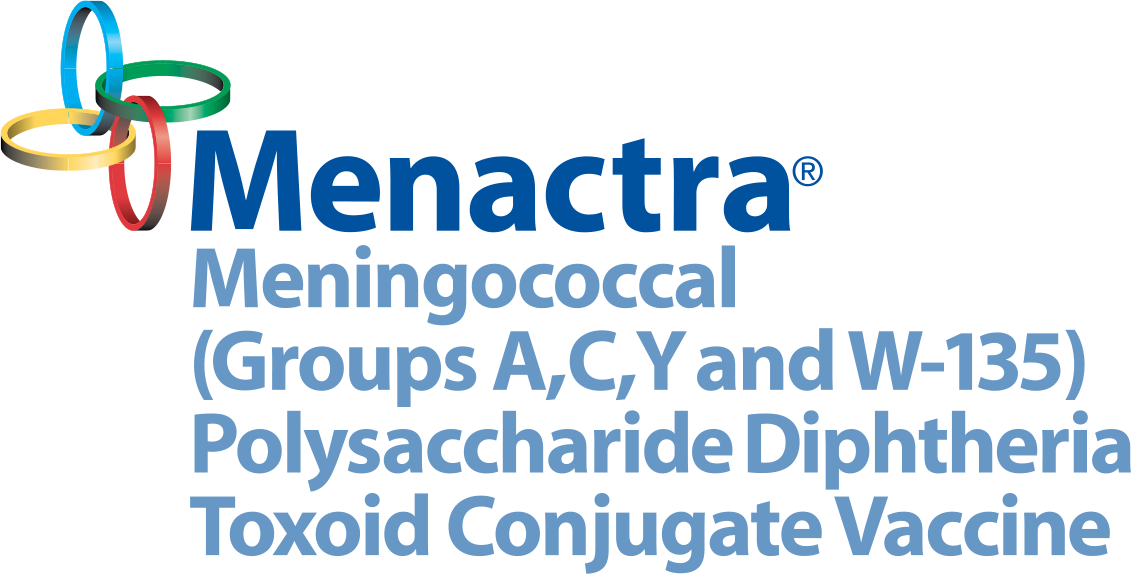 Menactra®
Meningococcal
(Groups A,C,Y and W-135)
Polysaccharide Diphtheria
Toxoid Conjugate Vaccine